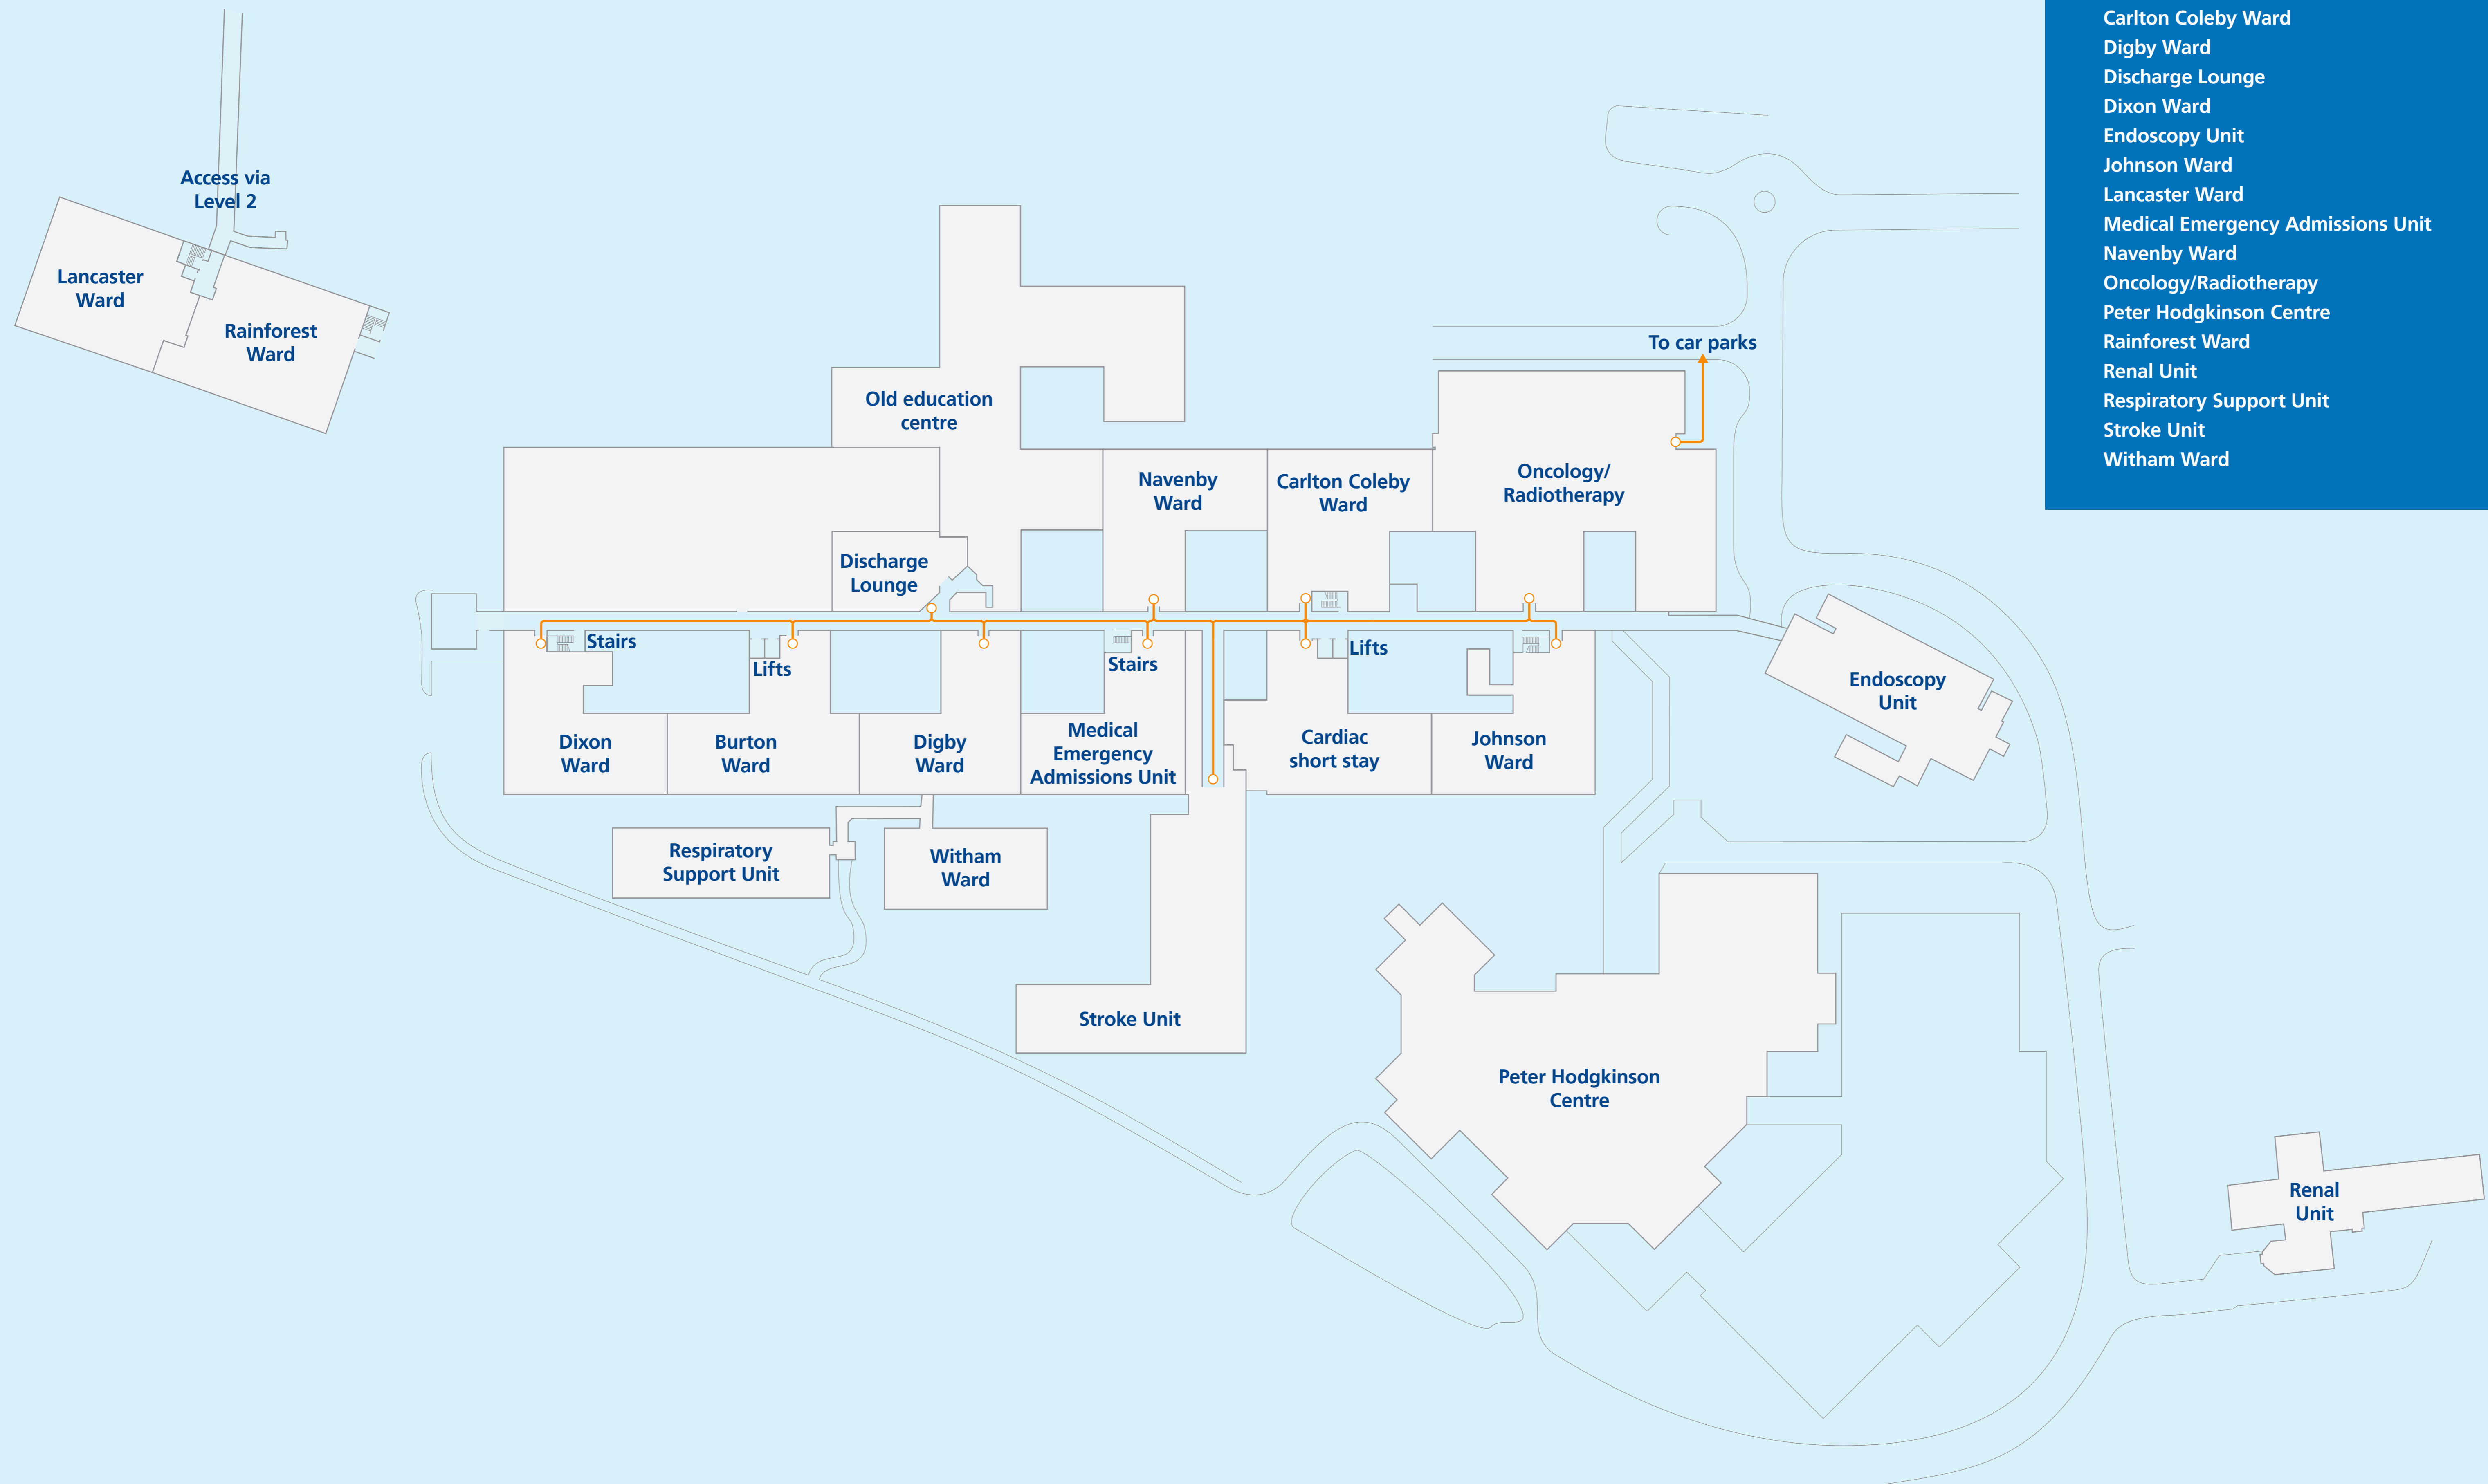 Carlton Coleby Ward
Digby Ward
Discharge Lounge
Dixon Ward
Endoscopy Unit
Johnson Ward
Lancaster Ward
Medical Emergency Admissions Unit
Navenby Ward
Oncology/Radiotherapy
Peter Hodgkinson Centre
Rainforest Ward
Renal Unit
Respiratory Support Unit
Stroke Unit
Witham Ward
Access via
Level 2
Lancaster
Ward
Rainforest
Ward
To car parks
Old education
centre
Navenby
Ward
Carlton Coleby
Ward
Oncology/
Radiotherapy
Discharge
Lounge
Stairs
Lifts
Stairs
Lifts
Endoscopy
Unit
Dixon
Ward
Burton
Ward
Digby
Ward
Medical
Emergency
Admissions Unit
Cardiac
short stay
Johnson
Ward
Respiratory
Support Unit
Witham
Ward
Stroke Unit
Peter Hodgkinson
Centre
Renal
Unit